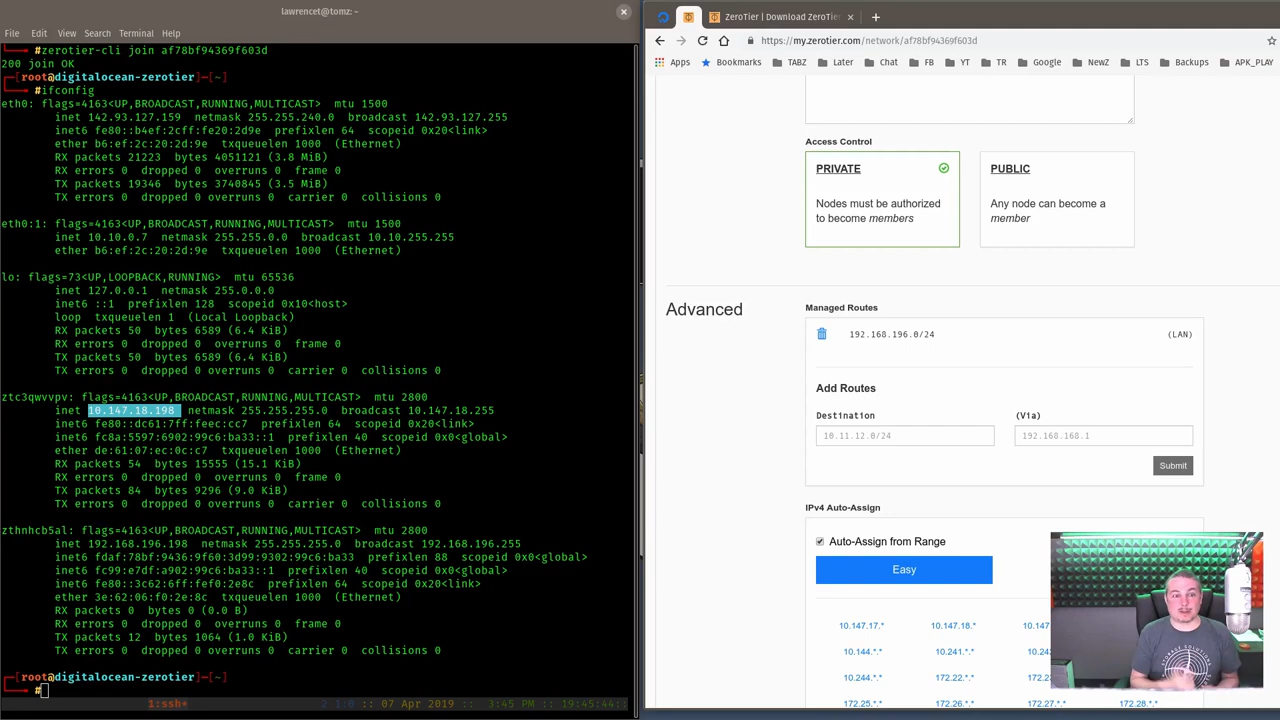 lawrencet@tomz: ~
File Edit View Search Terminal Help
#zerotier-cli join af78bf94369f603d
200 join OK
[root@digitalocean-zerotier]─[~]
#ifconfig
eth0: flags=4163<UP,BROADCAST,RUNNING,MULTICAST> mtu 1500
inet 142.93.127.159 netmask 255.255.240.0 broadcast 142.93.127.255
inet6 fe80::b4ef:2cff:fe20:2d9e prefixlen 64 scopeid 0x20<link>
ether b6:ef:2c:20:2d:9e txqueuelen 1000 (Ethernet)
RX packets 21223 bytes 4051121 (3.8 MiB)
RX errors 0 dropped 0 overruns 0 frame 0
TX packets 19346 bytes 3740845 (3.5 MiB)
TX errors 0 dropped 0 overruns 0 carrier 0 collisions 0
eth0:1: flags=4163<UP,BROADCAST,RUNNING,MULTICAST> mtu 1500
inet 10.10.0.7 netmask 255.255.0.0 broadcast 10.10.255.255
ether b6:ef:2c:20:2d:9e txqueuelen 1000 (Ethernet)
lo: flags=73<UP,LOOPBACK,RUNNING> mtu 65536
inet 127.0.0.1 netmask 255.0.0.0
inet6 ::1 prefixlen 128 scopeid 0x10<host>
loop txqueuelen 1 (Local Loopback)
RX packets 50 bytes 6589 (6.4 KiB)
RX errors 0 dropped 0 overruns 0 frame 0
TX packets 50 bytes 6589 (6.4 KiB)
TX errors 0 dropped 0 overruns 0 carrier 0 collisions 0
ztc3qwvvpv: flags=4163<UP,BROADCAST,RUNNING,MULTICAST> mtu 2800
inet 10.147.18.198 netmask 255.255.255.0 broadcast 10.147.18.255
inet6 fe80::dc61:7ff:feec:cc7 prefixlen 64 scopeid 0x20<link>
inet6 fc8a:5597:6902:99c6:ba33::1 prefixlen 40 scopeid 0x0<global>
ether de:61:07:ec:0c:c7 txqueuelen 1000 (Ethernet)
RX packets 54 bytes 15555 (15.1 KiB)
RX errors 0 dropped 0 overruns 0 frame 0
TX packets 84 bytes 9296 (9.0 KiB)
TX errors 0 dropped 0 overruns 0 carrier 0 collisions 0
zthnhcb5al: flags=4163<UP,BROADCAST,RUNNING,MULTICAST> mtu 2800
inet 192.168.196.198 netmask 255.255.255.0 broadcast 192.168.196.255
inet6 fdaf:78bf:9436:9f60:3d99:9302:99c6:ba33 prefixlen 88 scopeid 0x0<global>
inet6 fc99:e7df:a902:99c6:ba33::1 prefixlen 40 scopeid 0x0<global>
inet6 fe80::3c62:6ff:fef0:2e8c prefixlen 64 scopeid 0x20<link>
ether 3e:62:06:f0:2e:8c txqueuelen 1000 (Ethernet)
RX packets 0 bytes 0 (0.0 B)
RX errors 0 dropped 0 overruns 0 frame 0
TX packets 12 bytes 1064 (1.0 KiB)
TX errors 0 dropped 0 overruns 0 carrier 0 collisions 0
[root@digitalocean-zerotier]─[~]
#
1:ssh* 2 1:0 :: 07 Apr 2019 :: 3:45 PM :: 19:45:44::
ZeroTier | Download ZeroTie
https://my.zerotier.com/network/af78bf94369f603d
Apps Bookmarks TABZ Later Chat FB YT TR Google NewZ LTS Backups APK_PLAY
Access Control
PRIVATE
Nodes must be authorized
to become members
PUBLIC
Any node can become a
member
Advanced
Managed Routes
192.168.196.0/24 (LAN)
Add Routes
Destination (Via)
10.11.12.0/24 192.168.168.1
Submit
IPv4 Auto-Assign
Auto-Assign from Range
Easy
10.147.17.* 10.147.18.* 10.147
10.144.*.* 10.241.*.*
10.244.*.* 172.22.*.*
172.25.*.* 172.26.*.* 172.27.*.* 172.28.*.*